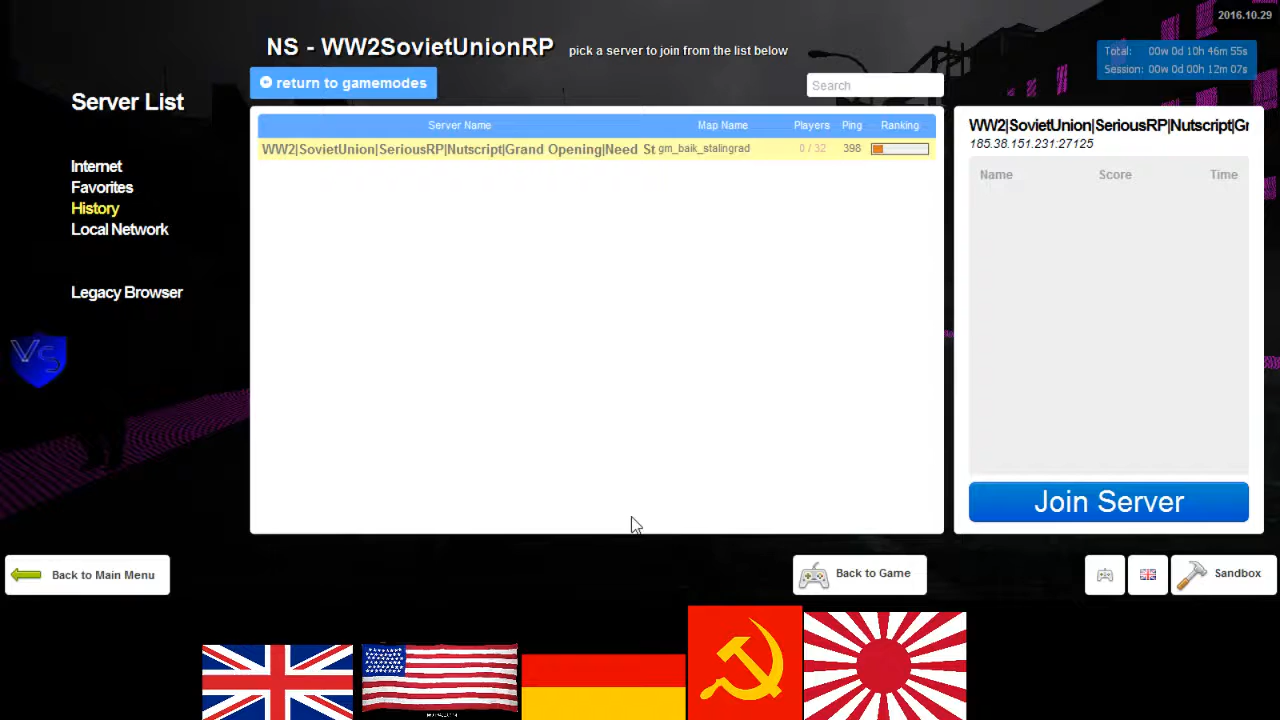 2016.10.29
NS - WW2SovietUnionRP pick a server to join from the list below
Total: 00w 0d 10h 46m 55s
Session: 00w 0d 00h 12m 07s
return to gamemodes
Search
Server List
Internet
Favorites
History
Local Network
Legacy Browser
VS
Server Name Map Name Players Ping Ranking
WW2|SovietUnion|SeriousRP|Nutscript|Grand Opening|Need St gm_baik_stalingrad 0 / 32 398
WW2|SovietUnion|SeriousRP|Nutscript|Gr
185.38.151.231:27125
Name Score Time
Join Server
Back to Main Menu
Back to Game
Sandbox